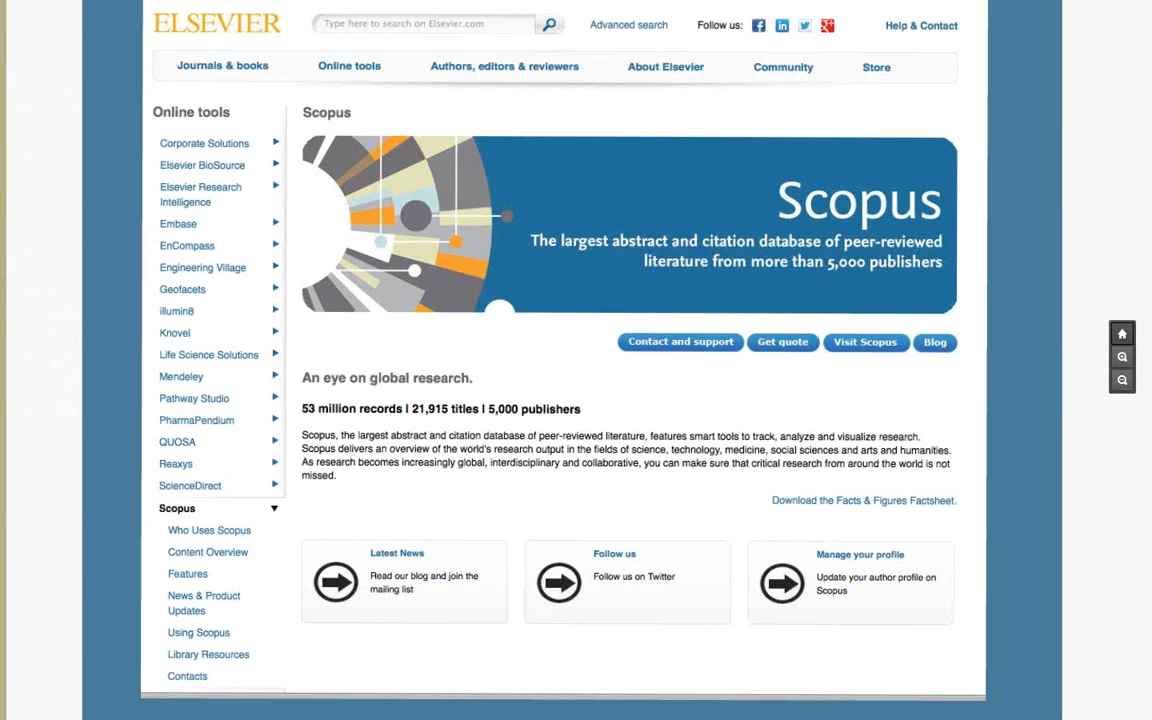 ELSEVIER
Type here to search on Elsevier.com
Advanced search
Follow us:
Help & Contact
Journals & books
Online tools
Authors, editors & reviewers
About Elsevier
Community
Store
Online tools
Corporate Solutions
Elsevier BioSource
Elsevier Research
Intelligence
Embase
EnCompass
Engineering Village
Geofacets
illumin8
Knovel
Life Science Solutions
Mendeley
Pathway Studio
PharmaPendium
QUOSA
Reaxys
ScienceDirect
Scopus
Who Uses Scopus
Content Overview
Features
News & Product
Updates
Using Scopus
Library Resources
Contacts
Scopus
Scopus
The largest abstract and citation database of peer-reviewed
literature from more than 5,000 publishers
Contact and support
Get quote
Visit Scopus
Blog
An eye on global research.
53 million records I 21,915 titles I 5,000 publishers
Scopus, the largest abstract and citation database of peer-reviewed literature, features smart tools to track, analyze and visualize research.
Scopus delivers an overview of the world's research output in the fields of science, technology, medicine, social sciences and arts and humanities.
As research becomes increasingly global, interdisciplinary and collaborative, you can make sure that critical research from around the world is not
missed.
Download the Facts & Figures Factsheet.
Latest News
Read our blog and join the
mailing list
Follow us
Follow us on Twitter
Manage your profile
Update your author profile on
Scopus